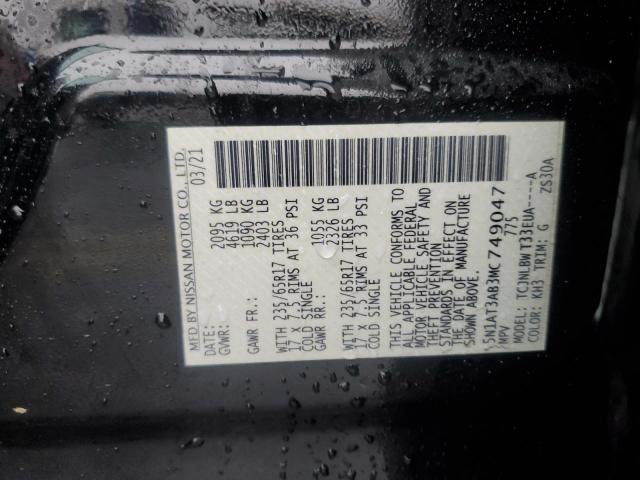 MFD BY NISSAN MOTOR CO., LTD.
DATE: 03/21
GVWR: 2095 KG
4619 LB
GAWR FR.: 1090 KG
2403 LB
WITH 235/65R17 TIRES
17 X 7.5 RIMS AT 36 PSI
COLD SINGLE
GAWR RR.: 1055 KG
2326 LB
WITH 235/65R17 TIRES
17 X 7.5 RIMS AT 33 PSI
COLD SINGLE
THIS VEHICLE CONFORMS TO
ALL APPLICABLE FEDERAL
MOTOR VEHICLE SAFETY AND
THEFT PREVENTION
STANDARDS IN EFFECT ON
THE DATE OF MANUFACTURE
SHOWN ABOVE.
5N1AT3AB3MC749047
MPV 775
MODEL: TCJNLBWT33EUA----A
COLOR: KH3 TRIM: G ZS30A